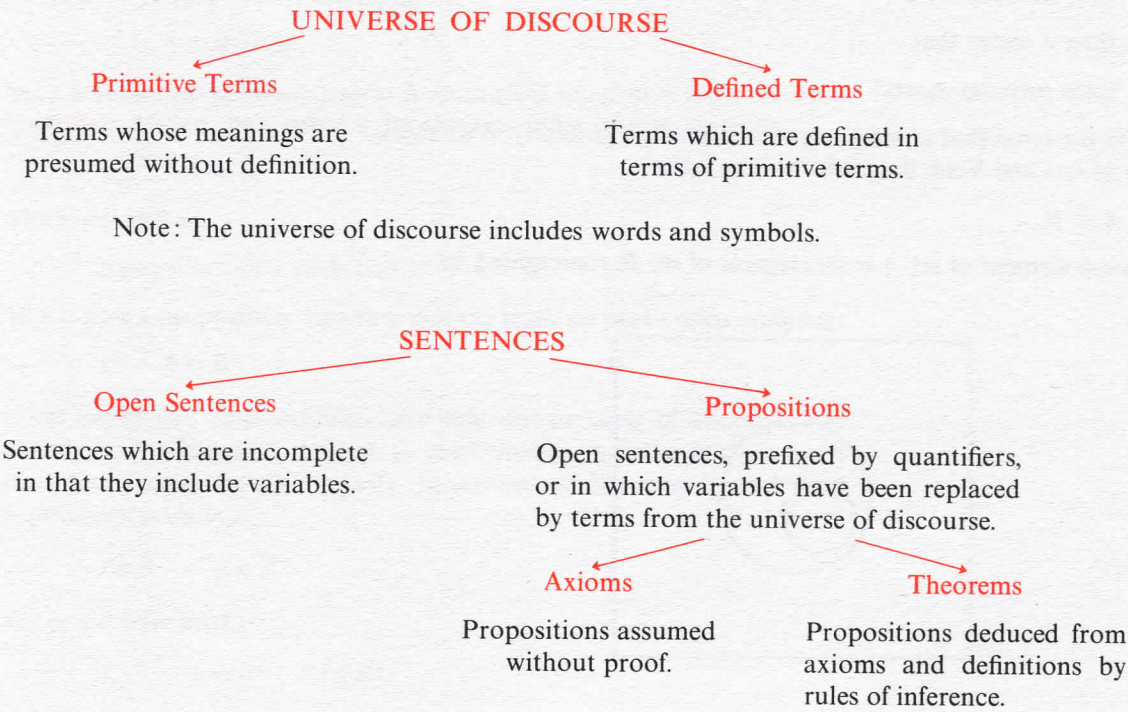 UNIVERSE OF DISCOURSE
Primitive Terms
Terms whose meanings are
presumed without definition.
Defined Terms
Terms which are defined in
terms of primitive terms.
Note: The universe of discourse includes words and symbols.
SENTENCES
Open Sentences
Sentences which are incomplete
in that they include variables.
Propositions
Open sentences, prefixed by quantifiers,
or in which variables have been replaced
by terms from the universe of discourse.
Axioms
Propositions assumed
without proof.
Theorems
Propositions deduced from
axioms and definitions by
rules of inference.